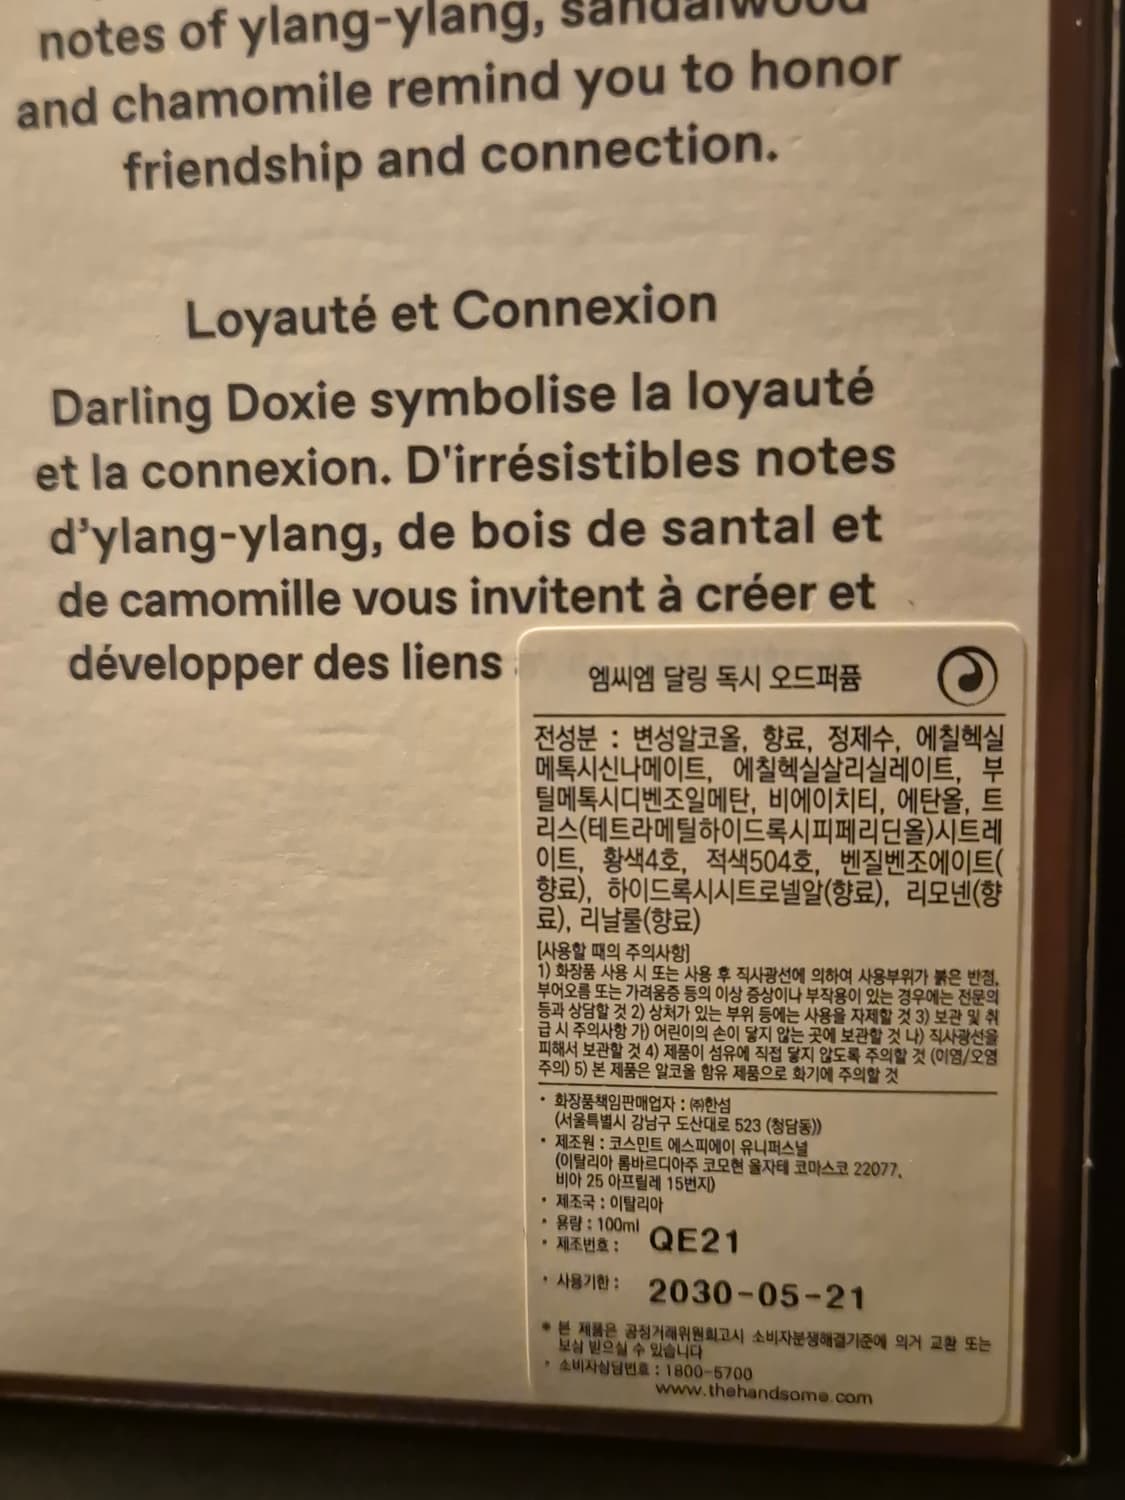 notes of ylang-ylang, sandalwood
and chamomile remind you to honor
friendship and connection.
Loyauté et Connexion
Darling Doxie symbolise la loyauté
et la connexion. D'irrésistibles notes
d'ylang-ylang, de bois de santal et
de camomille vous invitent à créer et
développer des liens
엠씨엠 달링 독시 오드퍼퓸
전성분 : 변성알코올, 향료, 정제수, 에칠헥실
메톡시신나메이트, 에칠헥실살리실레이트, 부
틸메톡시디벤조일메탄, 비에이치티, 에탄올, 트
리스(테트라메틸하이드록시피페리딘올)시트레
이트, 황색4호, 적색504호, 벤질벤조에이트(
향료), 하이드록시시트로넬알(향료), 리모넨(향
료), 리날룰(향료)
[사용할 때의 주의사항]
1) 화장품 사용 시 또는 사용 후 직사광선에 의하여 사용부위가 붉은 반점,
부어오름 또는 가려움증 등의 이상 증상이나 부작용이 있는 경우에는 전문의
등과 상담할 것 2) 상처가 있는 부위 등에는 사용을 자제할 것 3) 보관 및 취
급 시 주의사항 가) 어린이의 손이 닿지 않는 곳에 보관할 것 나) 직사광선을
피해서 보관할 것 4) 제품이 섬유에 직접 닿지 않도록 주의할 것 (이염/오염
주의) 5) 본 제품은 알코올 함유 제품으로 화기에 주의할 것
• 화장품책임판매업자 : ㈜한섬
(서울특별시 강남구 도산대로 523 (청담동))
• 제조원 : 코스민트 에스피에이 유니퍼스널
(이탈리아 롬바르디아주 코모현 올자테 코마스코 22077,
비아 25 아프릴레 15번지)
• 제조국 : 이탈리아
• 용량 : 100ml
• 제조번호 : QE21
• 사용기한 : 2030-05-21
* 본 제품은 공정거래위원회고시 소비자분쟁해결기준에 의거 교환 또는
보상 받으실 수 있습니다
• 소비자상담번호 : 1800-5700
www.thehandsome.com